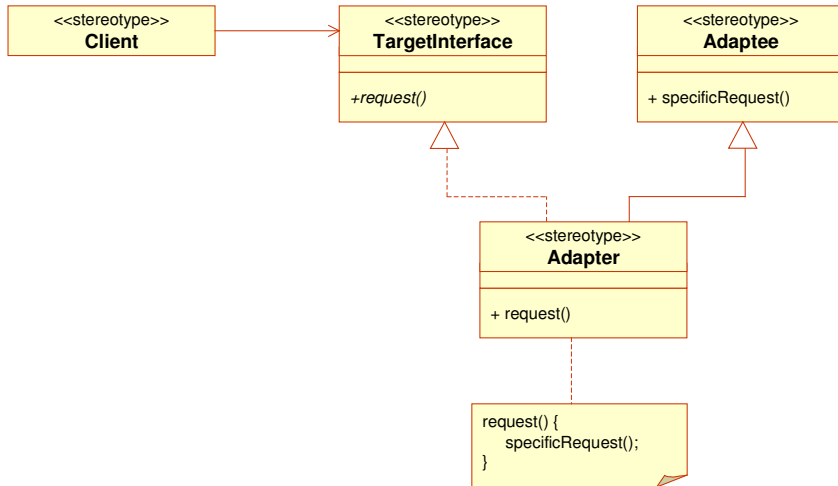 <<stereotype>>
Client
<<stereotype>>
TargetInterface
+request()
<<stereotype>>
Adaptee
+ specificRequest()
<<stereotype>>
Adapter
+ request()
request() {
specificRequest();
}